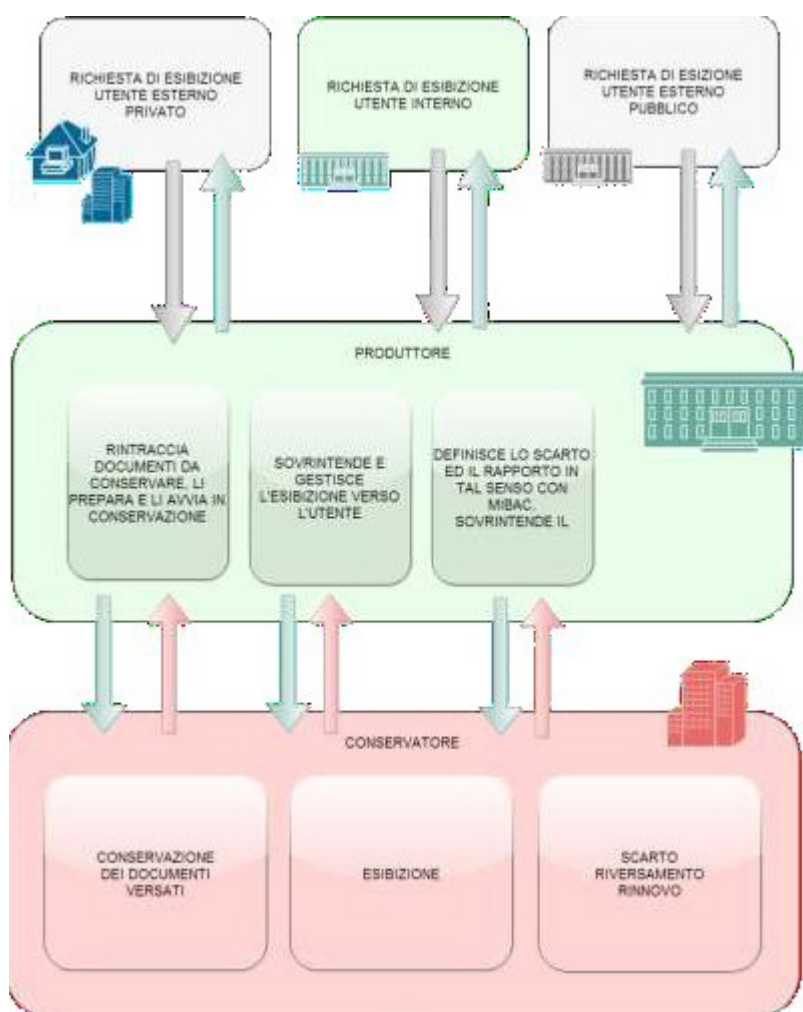 RICHIESTA DI ESIBIZIONE
UTENTE ESTERNO
PRIVATO
RICHIESTA DI ESIBIZIONE
UTENTE INTERNO
RICHIESTA DI ESIZIONE
UTENTE ESTERNO
PUBBLICO
PRODUTTORE
RINTRACCIA
DOCUMENTI DA
CONSERVARE, LI
PREPARA E LI AVVIA IN
CONSERVAZIONE
SOVRINTENDE E
GESTISCE
L'ESIBIZIONE VERSO
L'UTENTE
DEFINISCE LO SCARTO
ED IL RAPPORTO IN
TAL SENSO CON
MIBAC.
SOVRINTENDE IL
CONSERVATORE
CONSERVAZIONE
DEI DOCUMENTI
VERSATI
ESIBIZIONE
SCARTO
RIVERSAMENTO
RINNOVO